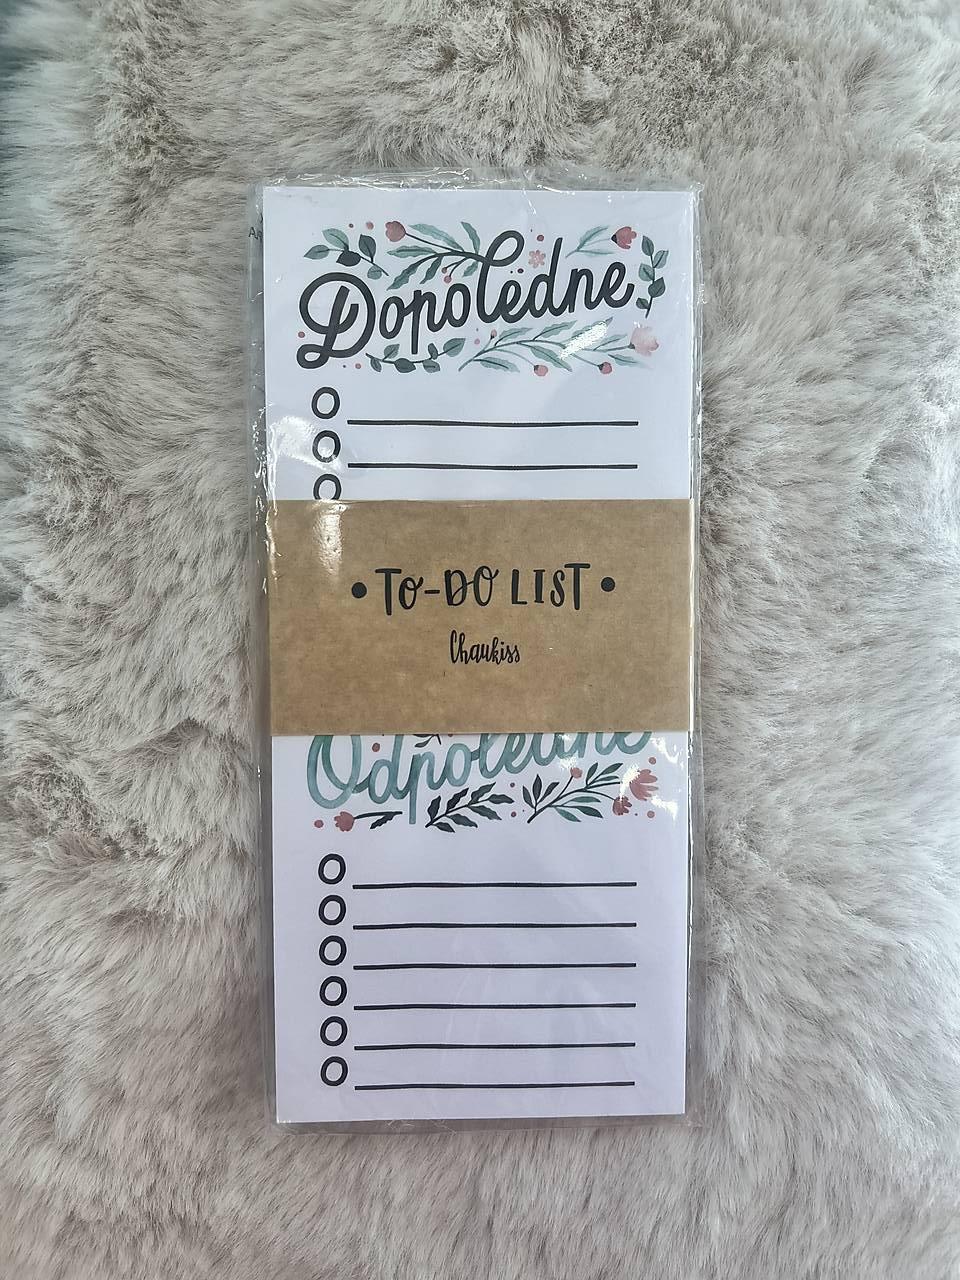 Dopoledne
• TO-DO LIST •
Chaukiss
Odpoledne